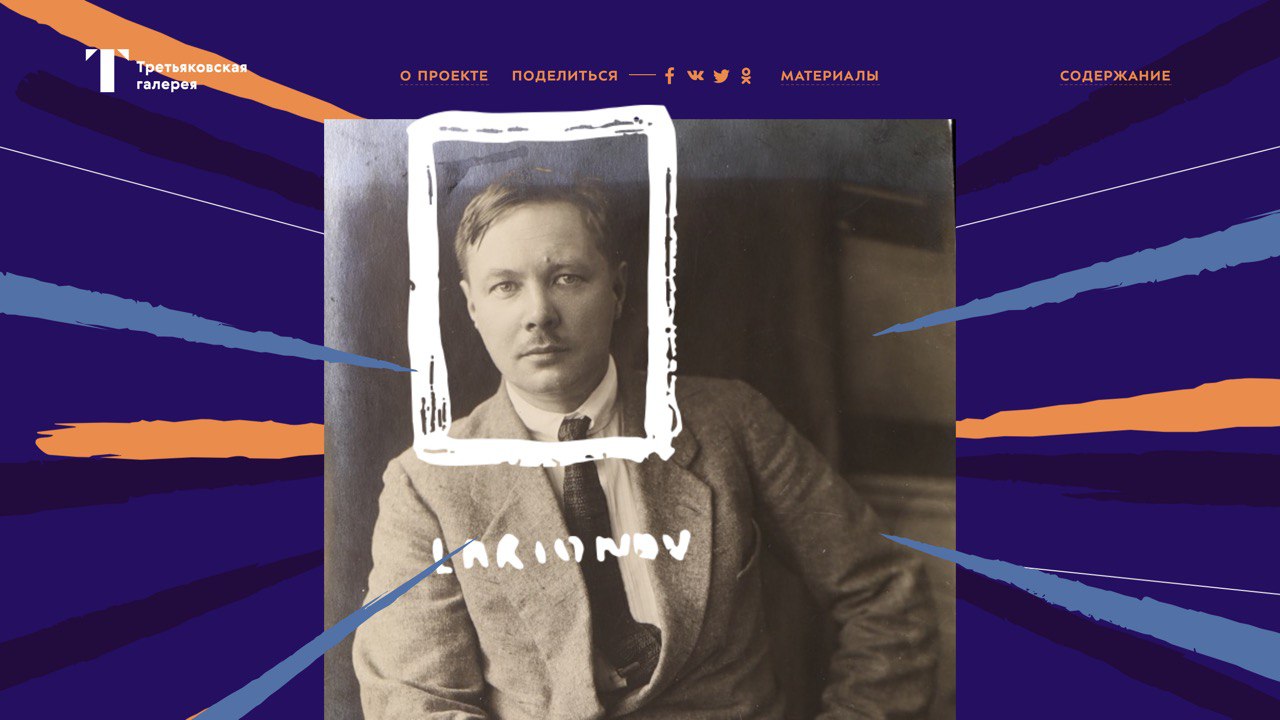 Третьяковская
галерея
О ПРОЕКТЕ ПОДЕЛИТЬСЯ МАТЕРИАЛЫ СОДЕРЖАНИЕ
LARIONOV